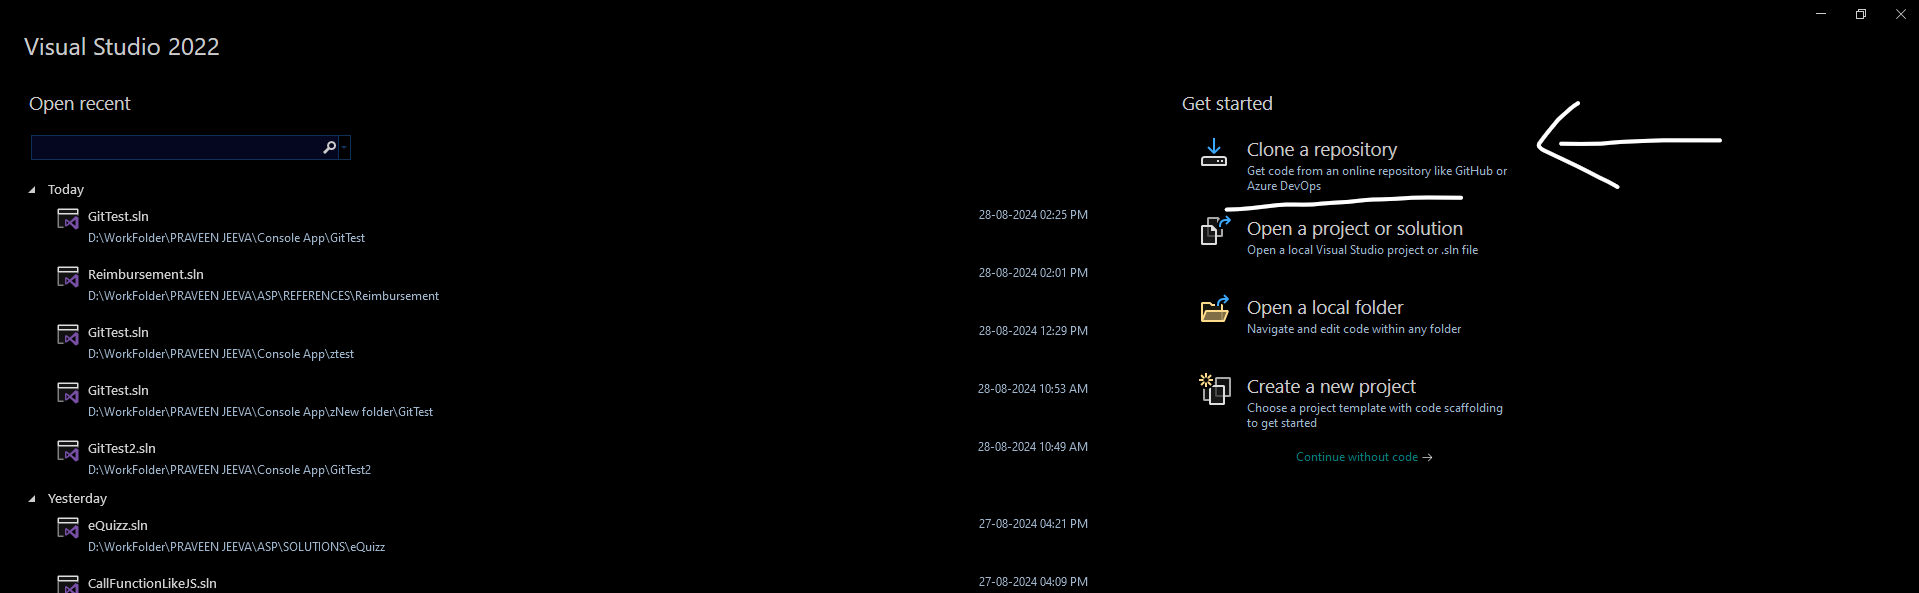 Visual Studio 2022
Open recent
Today
GitTest.sln
28-08-2024 02:25 PM
D:\WorkFolder\PRAVEEN JEEVA\Console App\GitTest
Reimbursement.sln
28-08-2024 02:01 PM
D:\WorkFolder\PRAVEEN JEEVA\ASP\REFERENCES\Reimbursement
GitTest.sln
28-08-2024 12:29 PM
D:\WorkFolder\PRAVEEN JEEVA\Console App\ztest
GitTest.sln
28-08-2024 10:53 AM
D:\WorkFolder\PRAVEEN JEEVA\Console App\zNew folder\GitTest
GitTest2.sln
28-08-2024 10:49 AM
D:\WorkFolder\PRAVEEN JEEVA\Console App\GitTest2
Yesterday
eQuizz.sln
27-08-2024 04:21 PM
D:\WorkFolder\PRAVEEN JEEVA\ASP\SOLUTIONS\eQuizz
CallFunctionLikeJS.sln
27-08-2024 04:09 PM
Get started
Clone a repository
Get code from an online repository like GitHub or
Azure DevOps
Open a project or solution
Open a local Visual Studio project or .sln file
Open a local folder
Navigate and edit code within any folder
Create a new project
Choose a project template with code scaffolding
to get started
Continue without code →